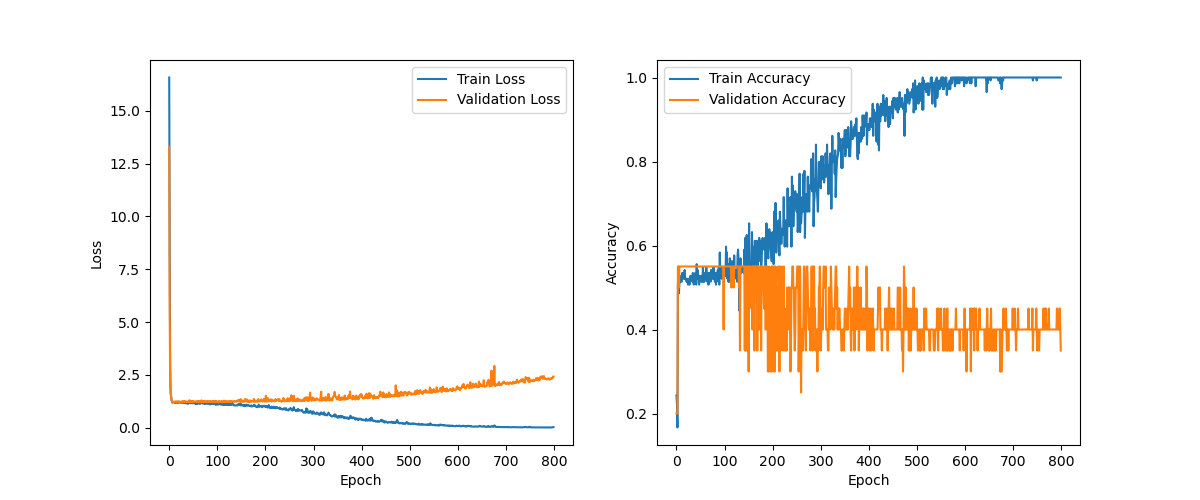 Train Loss
Validation Loss
15.0
12.5
10.0
7.5
5.0
2.5
0.0
Loss
0 100 200 300 400 500 600 700 800
Epoch
Train Accuracy
Validation Accuracy
1.0
0.8
0.6
0.4
0.2
Accuracy
0 100 200 300 400 500 600 700 800
Epoch